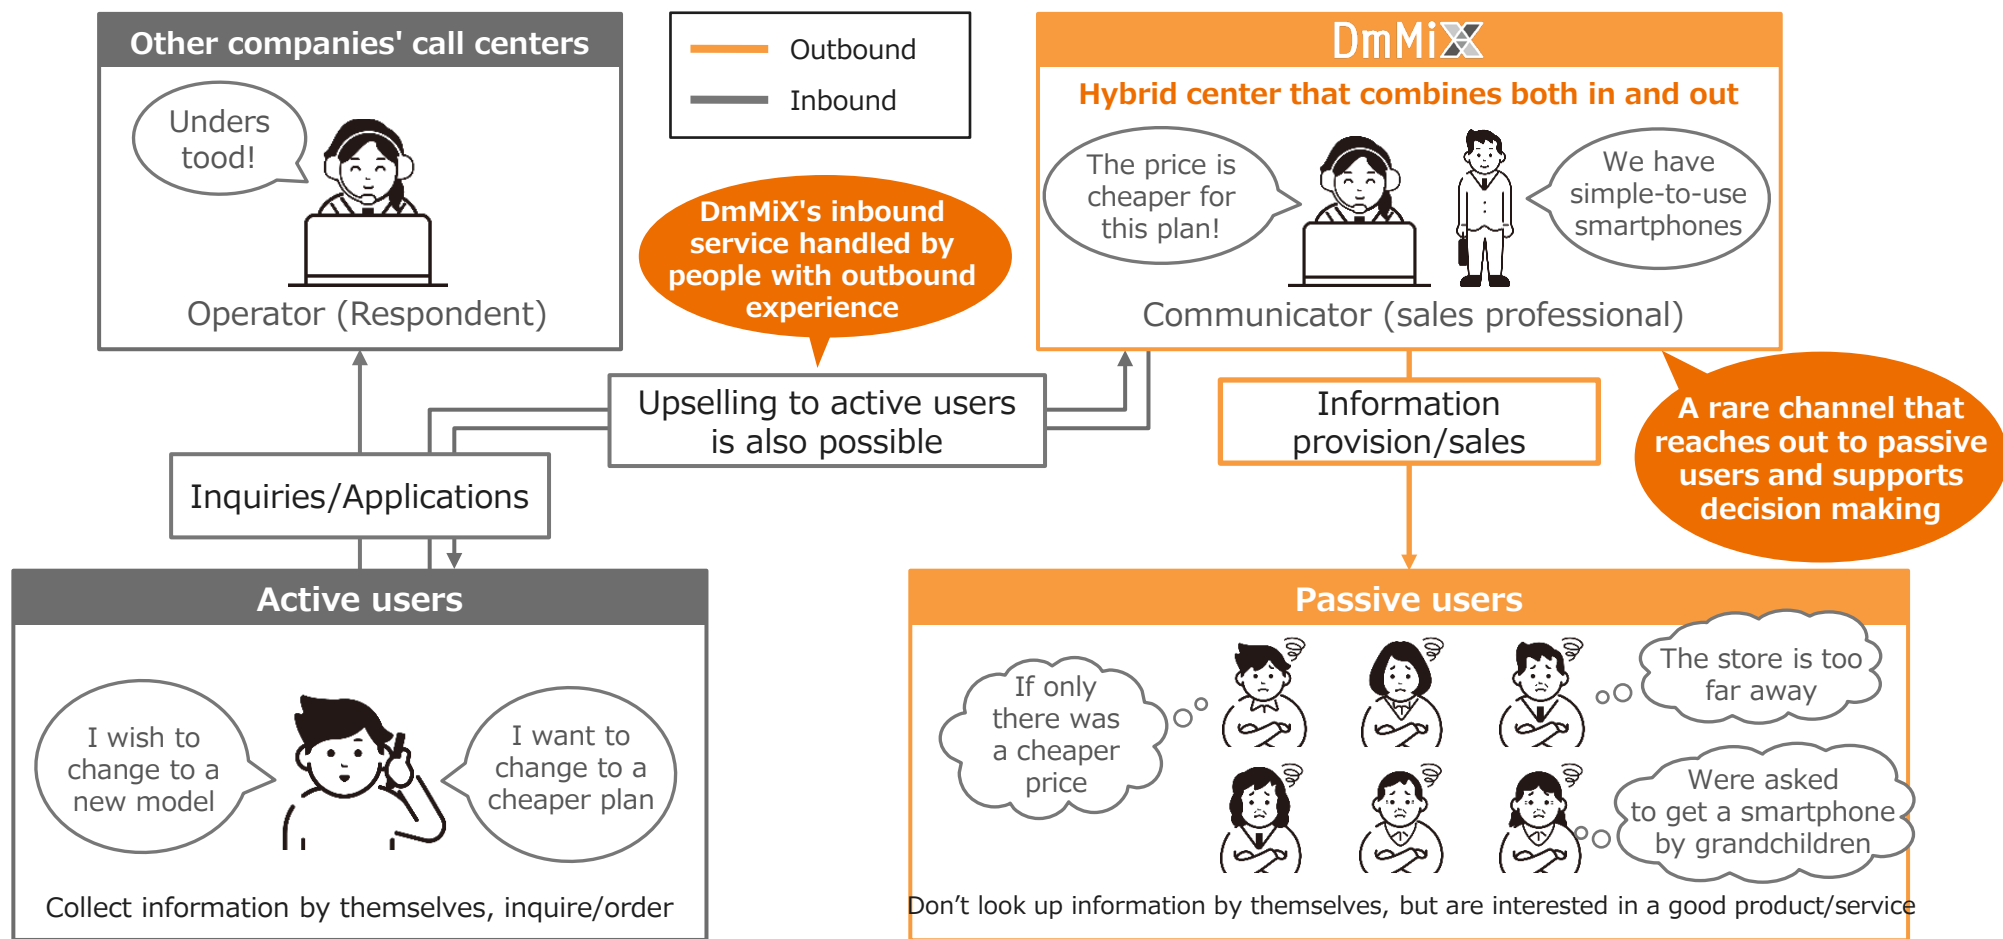 Other companies' call centers
Unders
tood!
Operator (Respondent)
Outbound
Inbound
DmMiX
Hybrid center that combines both in and out
The price is
cheaper for
this plan!
We have
simple-to-use
smartphones
Communicator (sales professional)
DmMiX's inbound
service handled by
people with outbound
experience
Upselling to active users
is also possible
Information
provision/sales
A rare channel that
reaches out to passive
users and supports
decision making
Inquiries/Applications
Active users
I wish to
change to a
new model
I want to
change to a
cheaper plan
Collect information by themselves, inquire/order
Passive users
If only
there was
a cheaper
price
The store is too
far away
Were asked
to get a smartphone
by grandchildren
Don’t look up information by themselves, but are interested in a good product/service